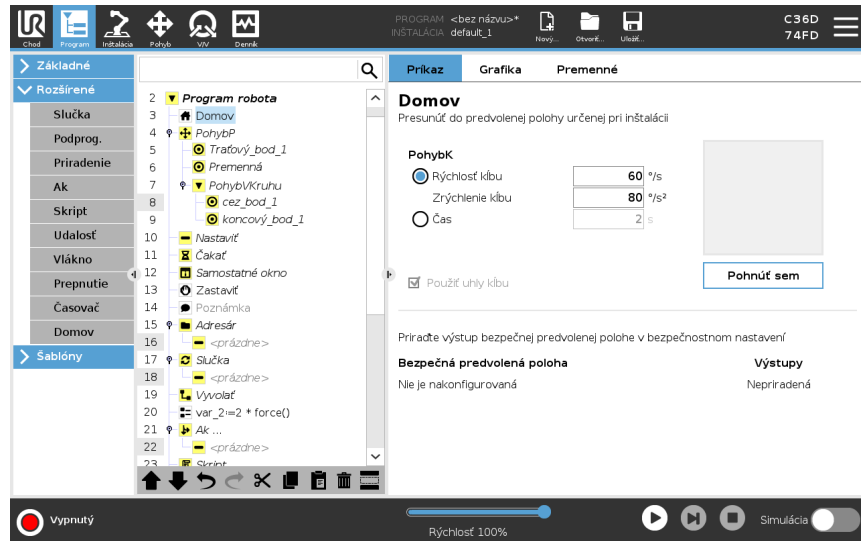 Chod
Program
Inštalácia
Pohyb
V/V
Denník
PROGRAM <bez názvu>*
INŠTALÁCIA default_1
Nový...
Otvoriť...
Uložiť...
C36D
74FD
Základné
Rozšírené
Slučka
Podprog.
Priradenie
Ak
Skript
Udalosť
Vlákno
Prepnutie
Časovač
Domov
Šablóny
2 Program robota
3 Domov
4 PohybP
5 Traťový_bod_1
6 Premenná
7 PohybVKruhu
8 cez_bod_1
9 koncový_bod_1
10 Nastaviť
11 Čakať
12 Samostatné okno
13 Zastaviť
14 Poznámka
15 Adresár
16 <prázdne>
17 Slučka
18 <prázdne>
19 Vyvolať
20 var_2:=2 * force()
21 Ak ...
22 <prázdne>
23 Skript
Príkaz
Grafika
Premenné
Domov
Presunúť do predvolenej polohy určenej pri inštalácii
PohybK
Rýchlosť kĺbu 60 °/s
Zrýchlenie kĺbu 80 °/s²
Čas 2 s
Použiť uhly kĺbu
Pohnúť sem
Priraďte výstup bezpečnej predvolenej polohe v bezpečnostnom nastavení
Bezpečná predvolená poloha Výstupy
Nie je nakonfigurovaná Nepriradená
Vypnutý
Rýchlosť 100%
Simulácia